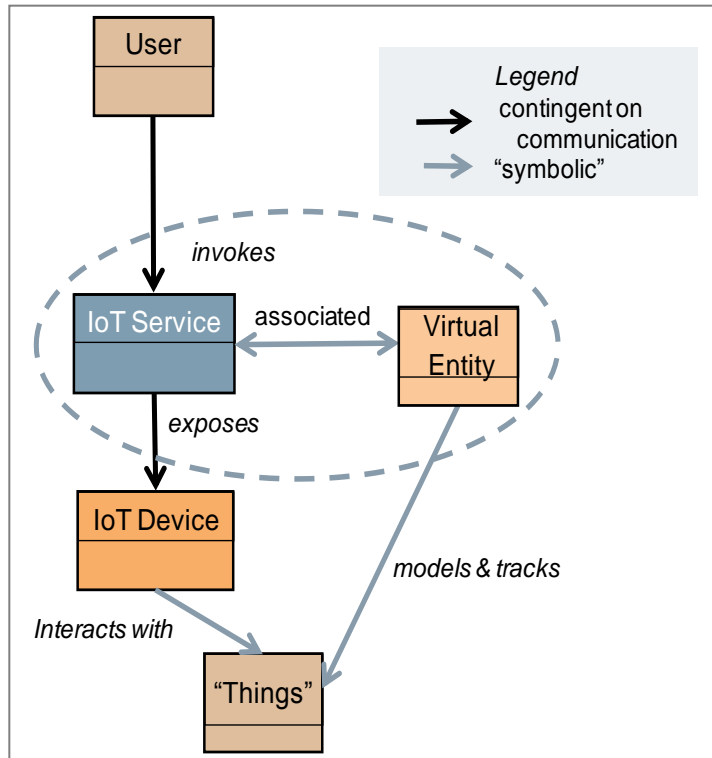 User
Legend
contingent on
communication
“symbolic”
invokes
IoT Service
associated
Virtual
Entity
exposes
IoT Device
models & tracks
Interacts with
“Things”